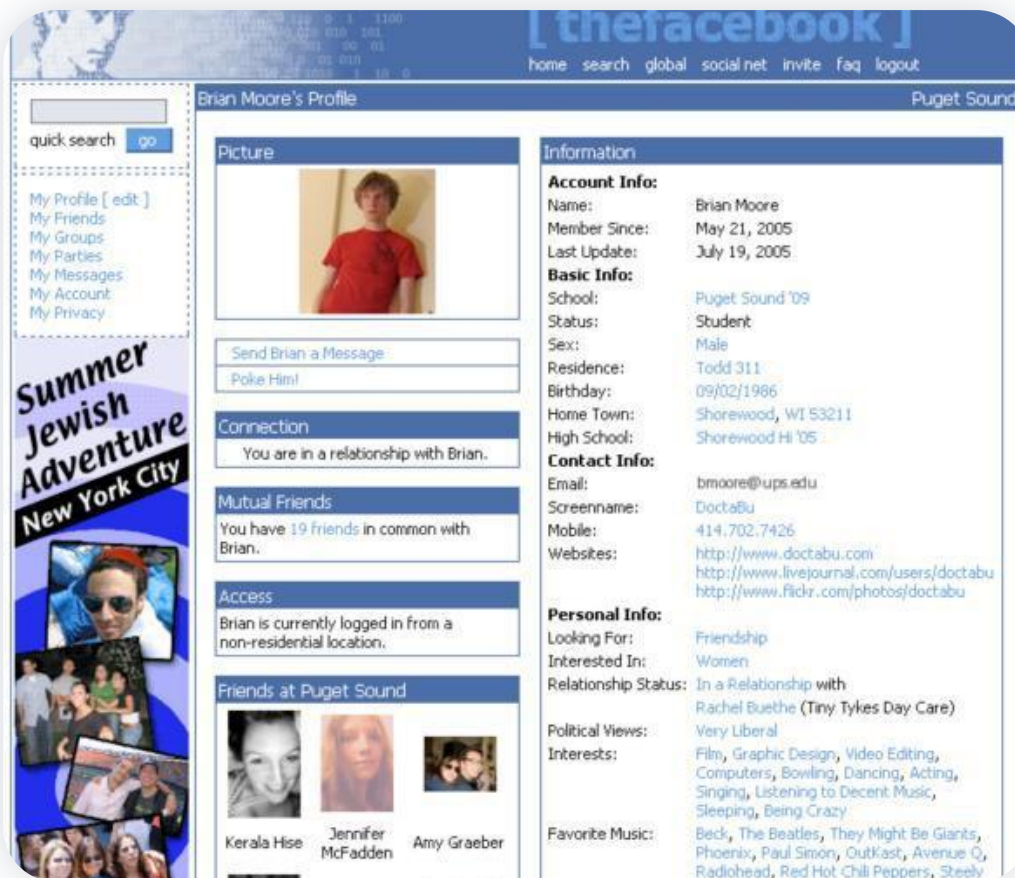 [ thefacebook ]
home search global social net invite faq logout
quick search go
My Profile [ edit ]
My Friends
My Groups
My Parties
My Messages
My Account
My Privacy
Summer
Jewish
Adventure
New York City
Brian Moore's Profile Puget Sound
Picture
Send Brian a Message
Poke Him!
Connection
You are in a relationship with Brian.
Mutual Friends
You have 19 friends in common with
Brian.
Access
Brian is currently logged in from a
non-residential location.
Friends at Puget Sound
Kerala Hise
Jennifer
McFadden
Amy Graeber
Information
Account Info:
Name: Brian Moore
Member Since: May 21, 2005
Last Update: July 19, 2005
Basic Info:
School: Puget Sound '09
Status: Student
Sex: Male
Residence: Todd 311
Birthday: 09/02/1986
Home Town: Shorewood, WI 53211
High School: Shorewood Hi '05
Contact Info:
Email: bmoore@ups.edu
Screenname: DoctaBu
Mobile: 414.702.7426
Websites: http://www.doctabu.com
http://www.livejournal.com/users/doctabu
http://www.flickr.com/photos/doctabu
Personal Info:
Looking For: Friendship
Interested In: Women
Relationship Status: In a Relationship with
Rachel Buethe (Tiny Tykes Day Care)
Political Views: Very Liberal
Interests: Film, Graphic Design, Video Editing,
Computers, Bowling, Dancing, Acting,
Singing, Listening to Decent Music,
Sleeping, Being Crazy
Favorite Music: Beck, The Beatles, They Might Be Giants,
Phoenix, Paul Simon, OutKast, Avenue Q,
Radiohead, Red Hot Chili Peppers, Steely